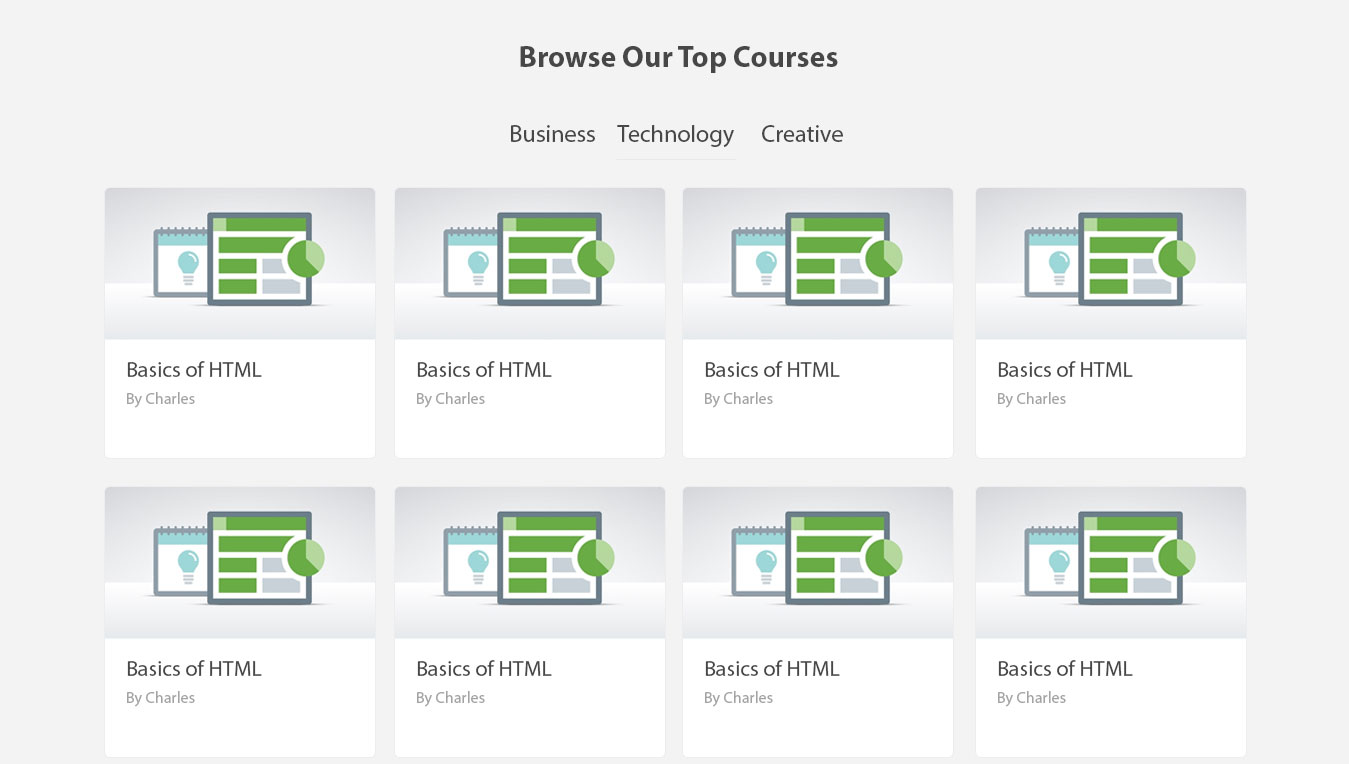 Browse Our Top Courses
Business Technology Creative
Basics of HTML Basics of HTML Basics of HTML Basics of HTML
By Charles By Charles By Charles By Charles
Basics of HTML Basics of HTML Basics of HTML Basics of HTML
By Charles By Charles By Charles By Charles